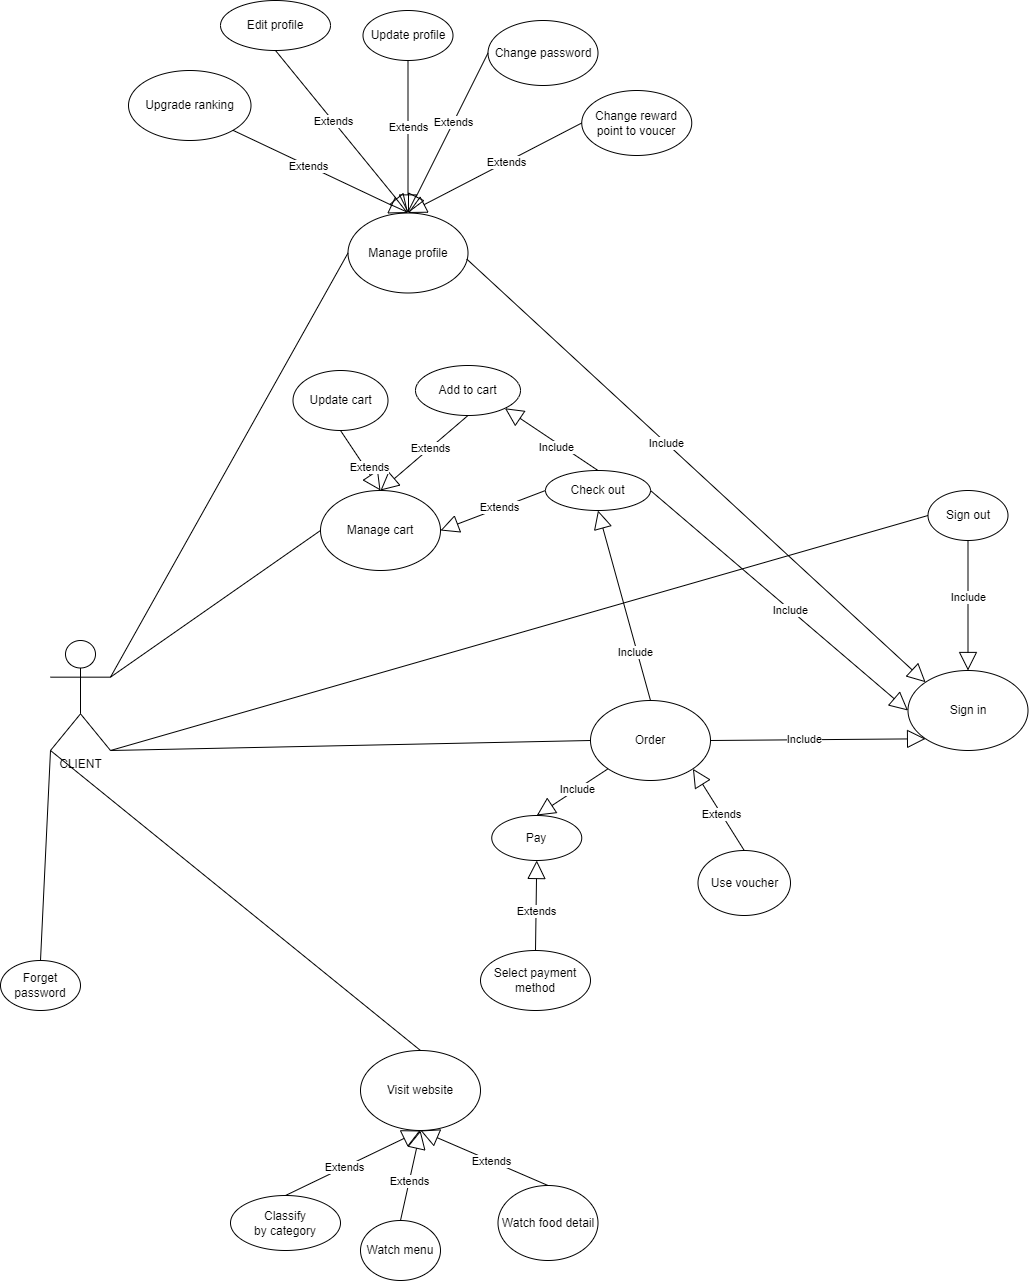 Edit profile
Update profile
Change password
Upgrade ranking
Change reward
point to voucer
Extends
Extends
Extends
Extends
Extends
Manage profile
Update cart
Add to cart
Include
Extends
Include
Extends
Check out
Extends
Manage cart
Sign out
Include
Include
Include
Sign in
Order
Include
CLIENT
Include
Extends
Pay
Use voucher
Extends
Forget
password
Select payment
method
Visit website
Extends
Extends
Extends
Classify
by category
Watch food detail
Watch menu